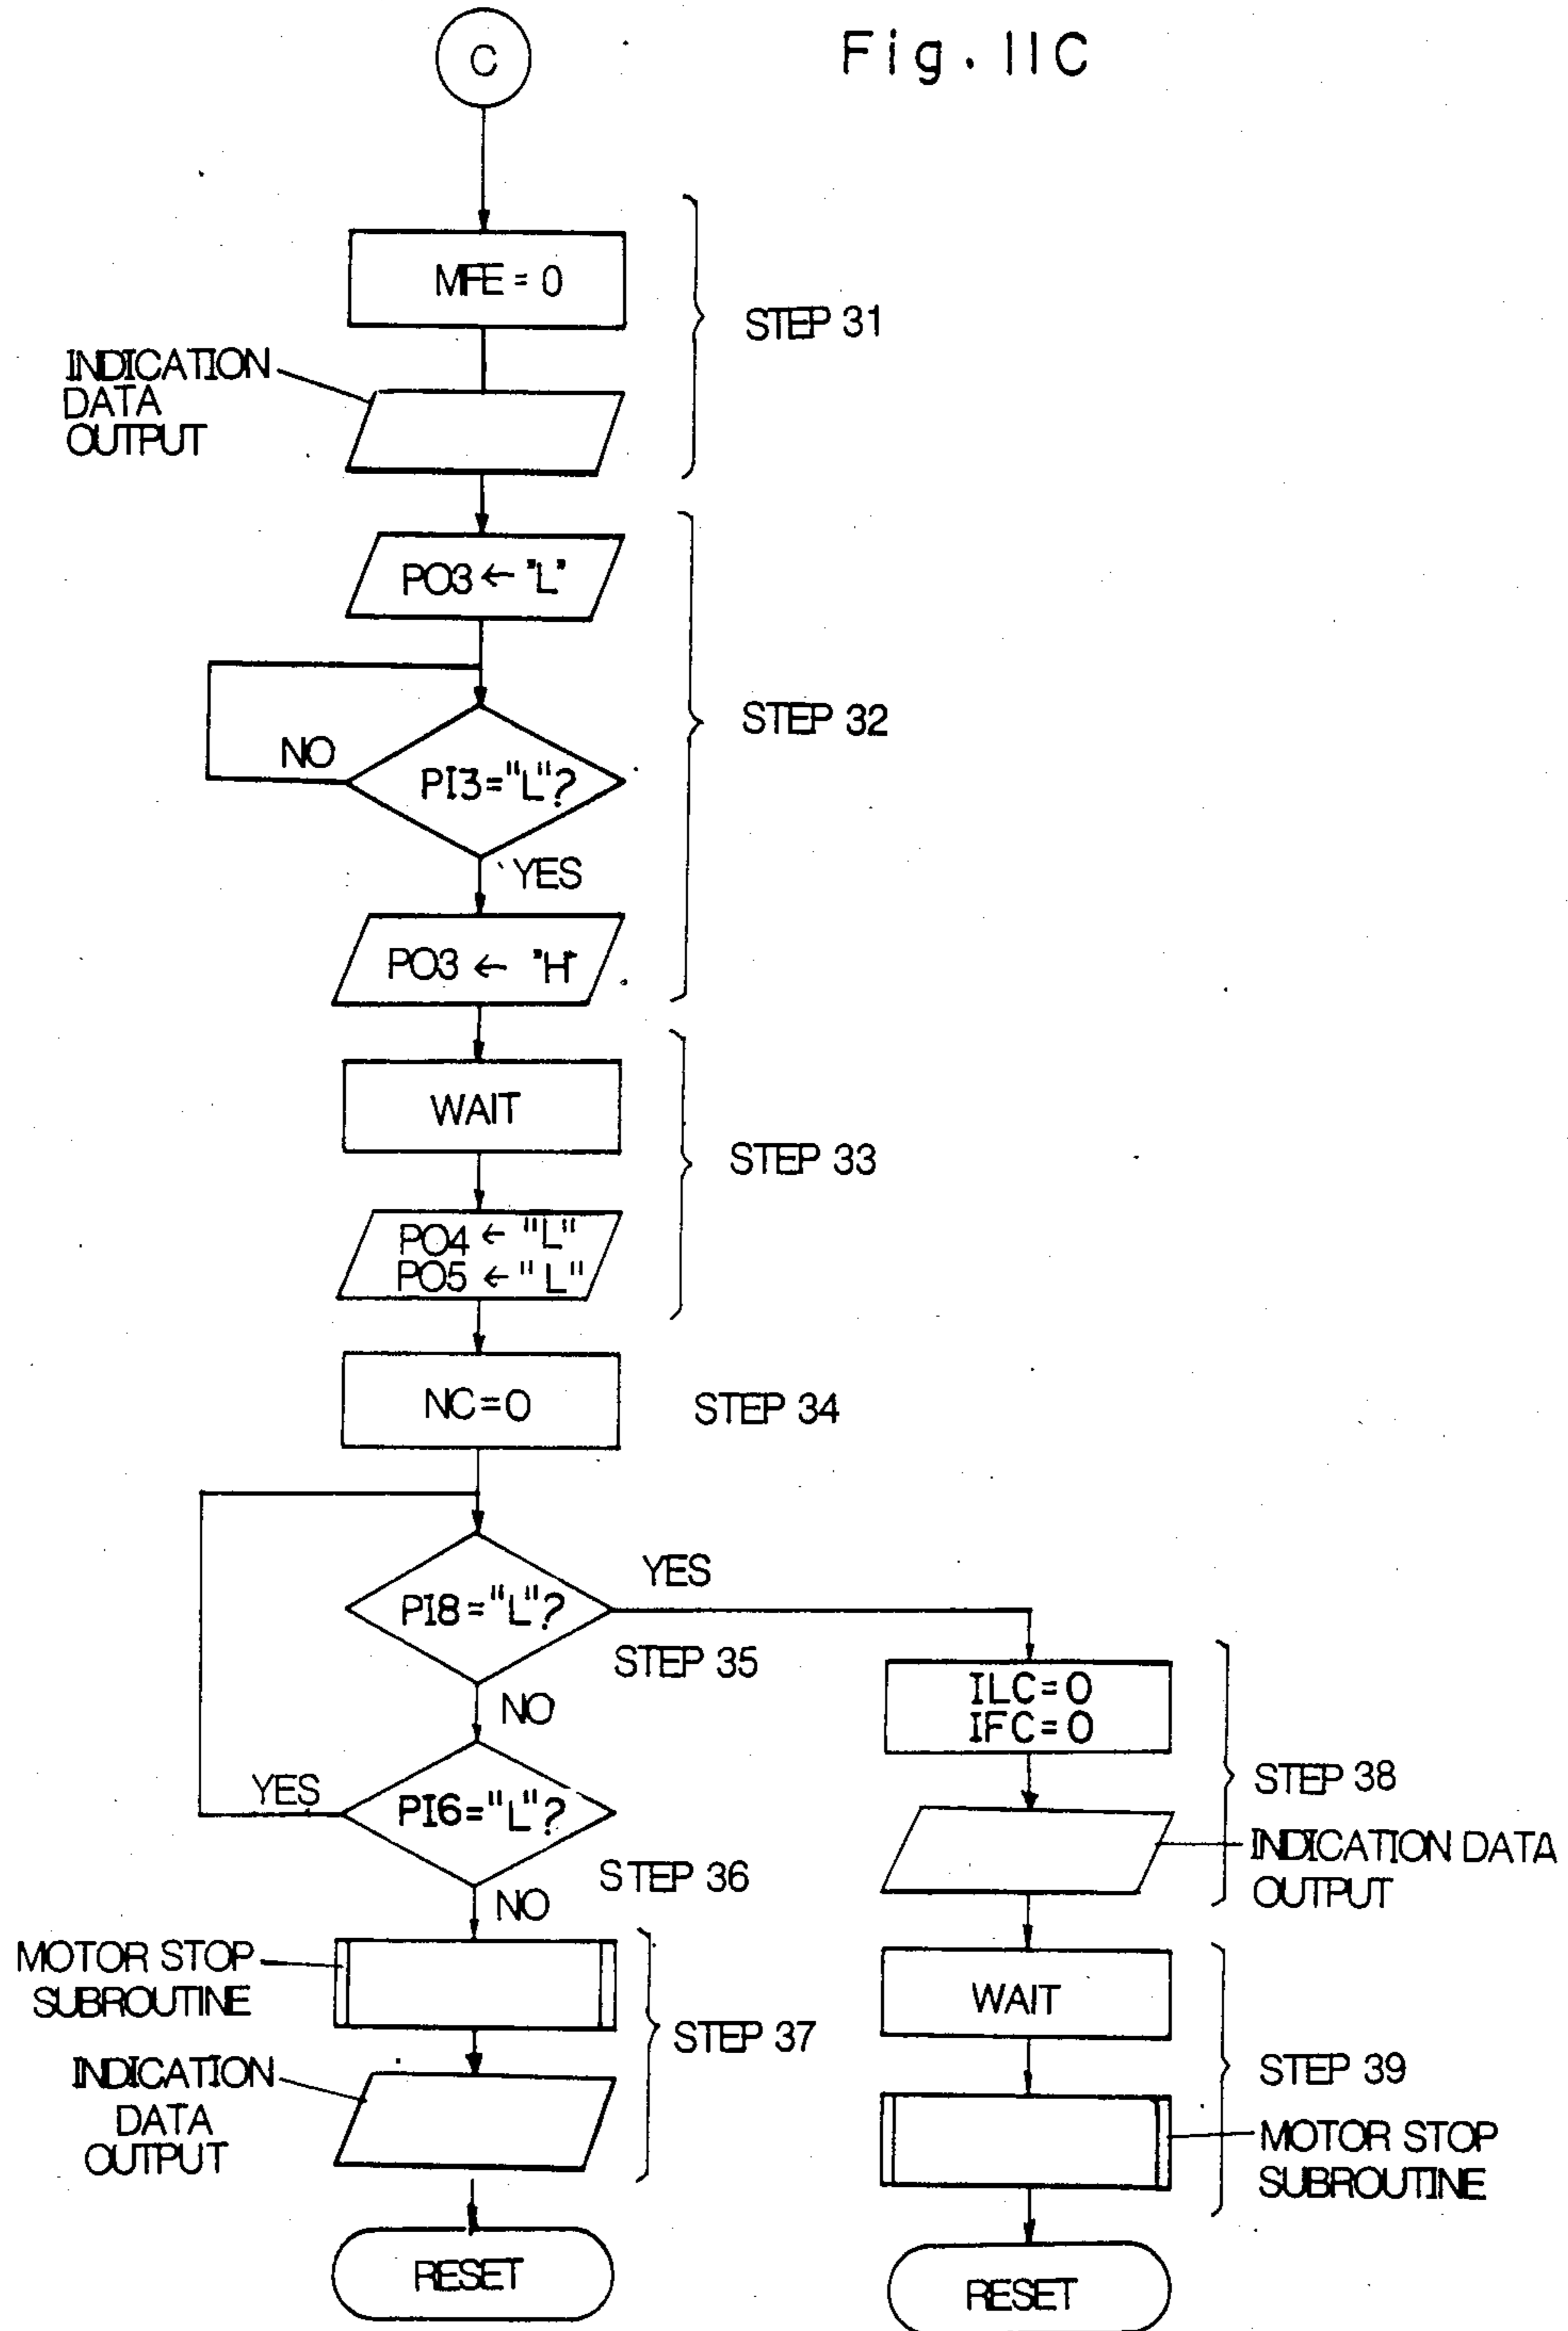 Fig. 11C
C
MFE = 0
STEP 31
INDICATION
DATA
OUTPUT
PO3 ← "L"
STEP 32
NO
PI3="L"?
YES
PO3 ← "H"
WAIT
STEP 33
PO4 ← "L"
PO5 ← "L"
NC=0
STEP 34
PI8="L"?
YES
STEP 35
NO
ILC=0
IFC=0
STEP 38
YES
PI6="L"?
INDICATION DATA
OUTPUT
STEP 36
NO
MOTOR STOP
SUBROUTINE
WAIT
STEP 37
INDICATION
DATA
OUTPUT
STEP 39
MOTOR STOP
SUBROUTINE
RESET
RESET